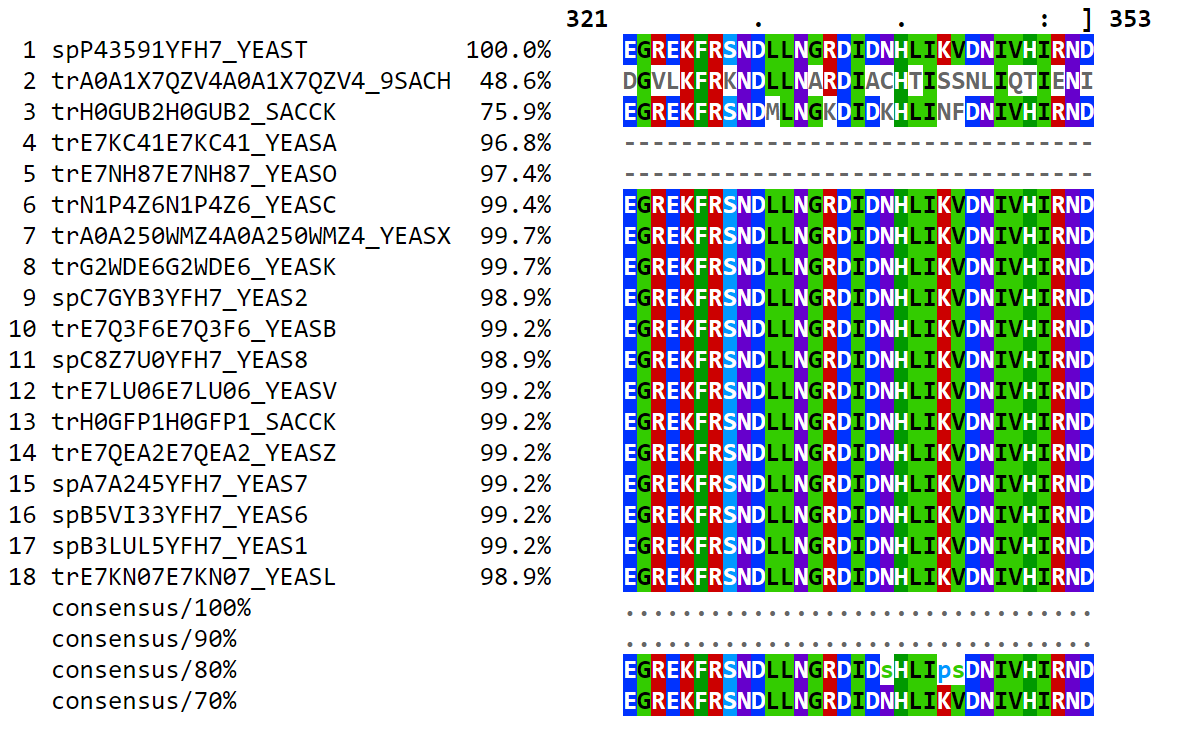 321 . . : ] 353
1 spP43591YFH7_YEAST 100.0% EGREKFRSNDLLNGRDIDNHLIKVDNIVHIRND
2 trA0A1X7QZV4A0A1X7QZV4_9SACH 48.6% DGVLKFRKNDLLNARDIACHTISSNLIQTIENI
3 trH0GUB2H0GUB2_SACCK 75.9% EGREKFRSNDMLNGKDIDKHLINFDNIVHIRND
4 trE7KC41E7KC41_YEASA 96.8% ---------------------------------
5 trE7NH87E7NH87_YEASO 97.4% ---------------------------------
6 trN1P4Z6N1P4Z6_YEASC 99.4% EGREKFRSNDLLNGRDIDNHLIKVDNIVHIRND
7 trA0A250WMZ4A0A250WMZ4_YEASX 99.7% EGREKFRSNDLLNGRDIDNHLIKVDNIVHIRND
8 trG2WDE6G2WDE6_YEASK 99.7% EGREKFRSNDLLNGRDIDNHLIKVDNIVHIRND
9 spC7GYB3YFH7_YEAS2 98.9% EGREKFRSNDLLNGRDIDNHLIKVDNIVHIRND
10 trE7Q3F6E7Q3F6_YEASB 99.2% EGREKFRSNDLLNGRDIDNHLIKVDNIVHIRND
11 spC8Z7U0YFH7_YEAS8 98.9% EGREKFRSNDLLNGRDIDNHLIKVDNIVHIRND
12 trE7LU06E7LU06_YEASV 99.2% EGREKFRSNDLLNGRDIDNHLIKVDNIVHIRND
13 trH0GFP1H0GFP1_SACCK 99.2% EGREKFRSNDLLNGRDIDNHLIKVDNIVHIRND
14 trE7QEA2E7QEA2_YEASZ 99.2% EGREKFRSNDLLNGRDIDNHLIKVDNIVHIRND
15 spA7A245YFH7_YEAS7 99.2% EGREKFRSNDLLNGRDIDNHLIKVDNIVHIRND
16 spB5VI33YFH7_YEAS6 99.2% EGREKFRSNDLLNGRDIDNHLIKVDNIVHIRND
17 spB3LUL5YFH7_YEAS1 99.2% EGREKFRSNDLLNGRDIDNHLIKVDNIVHIRND
18 trE7KN07E7KN07_YEASL 98.9% EGREKFRSNDLLNGRDIDNHLIKVDNIVHIRND
consensus/100% .................................
consensus/90% .................................
consensus/80% EGREKFRSNDLLNGRDIDsHLIpsDNIVHIRND
consensus/70% EGREKFRSNDLLNGRDIDNHLIKVDNIVHIRND